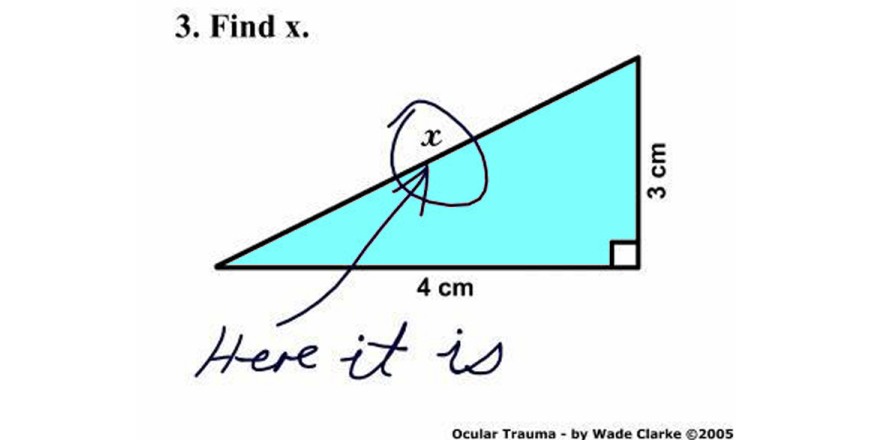 3. Find x.
x
3 cm
4 cm
Here it is
Ocular Trauma - by Wade Clarke ©2005